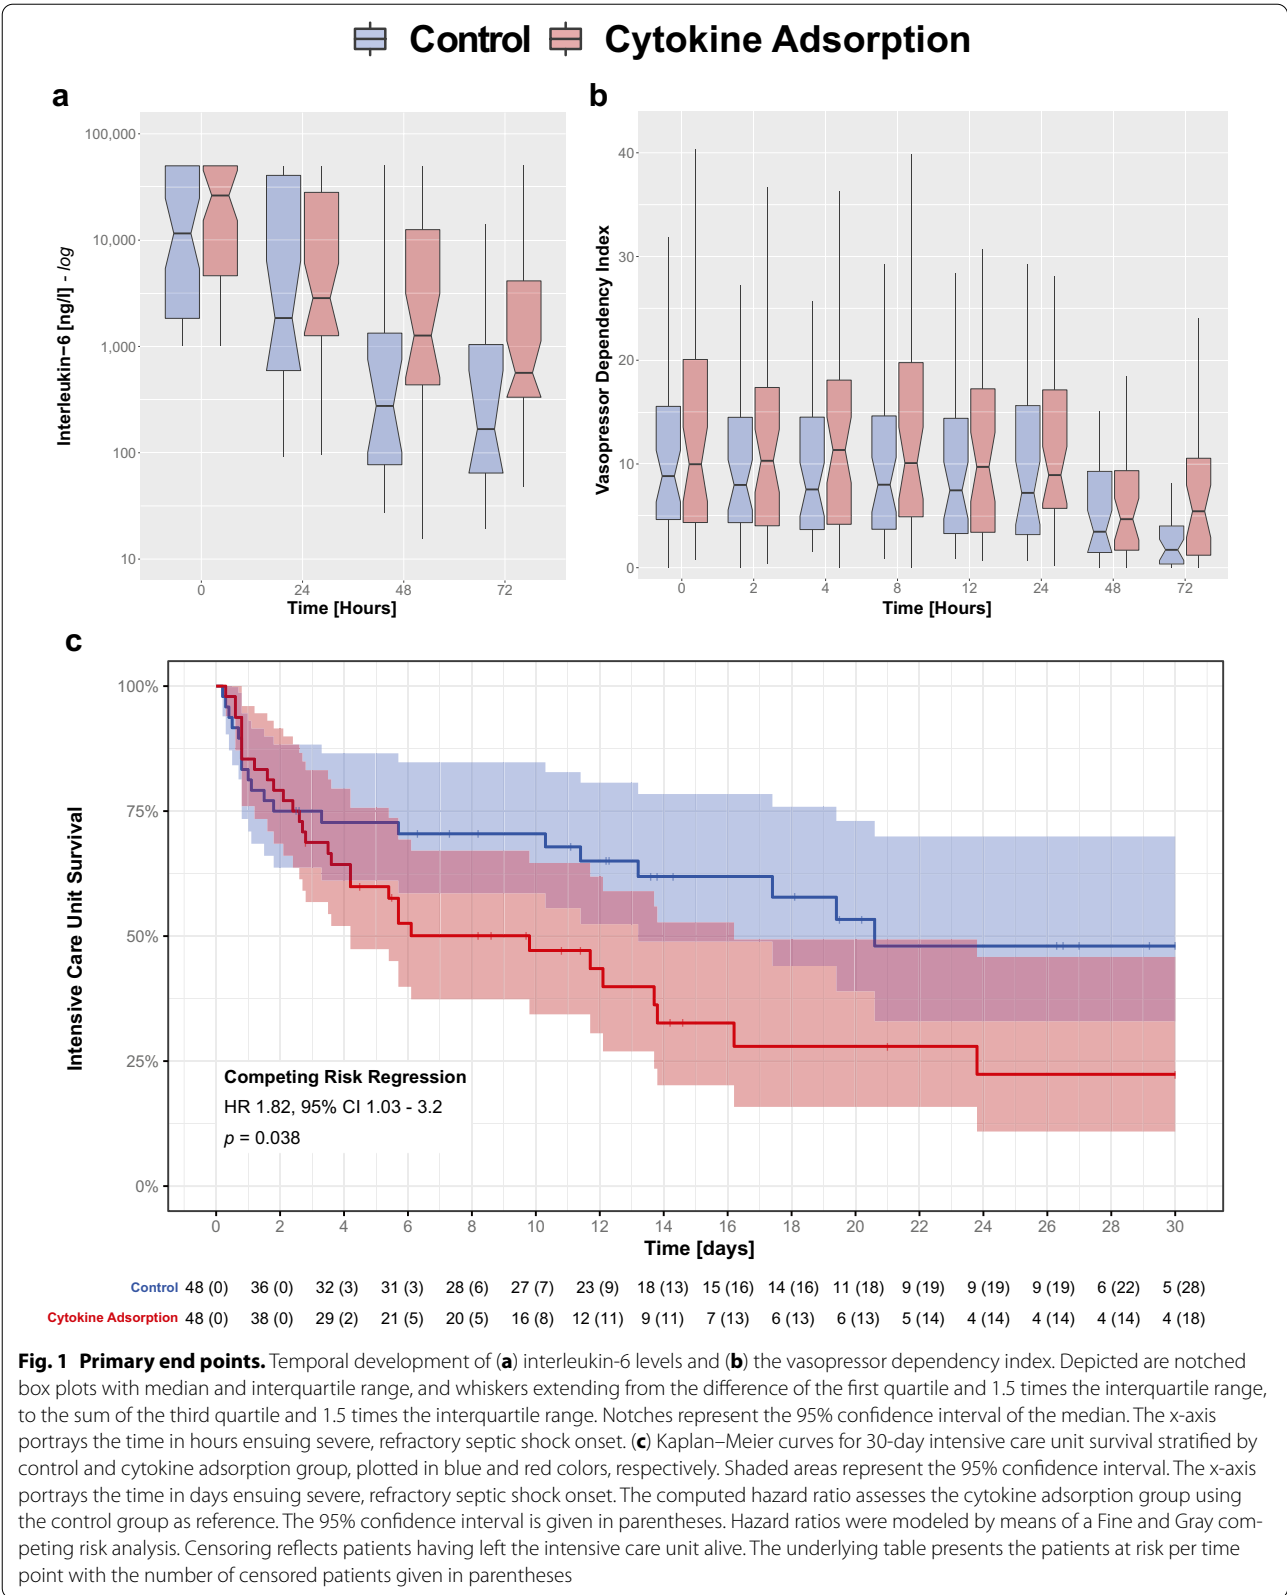 Control Cytokine Adsorption
a
100,000
10,000
1,000
100
10
Interleukin−6 [ng/l] - log
0 24 48 72
Time [Hours]
b
40
30
20
10
0
Vasopressor Dependency Index
0 2 4 8 12 24 48 72
Time [Hours]
c
100%
75%
50%
25%
0%
Intensive Care Unit Survival
Competing Risk Regression
HR 1.82, 95% CI 1.03 - 3.2
p = 0.038
0 2 4 6 8 10 12 14 16 18 20 22 24 26 28 30
Time [days]
Control 48 (0) 36 (0) 32 (3) 31 (3) 28 (6) 27 (7) 23 (9) 18 (13) 15 (16) 14 (16) 11 (18) 9 (19) 9 (19) 9 (19) 6 (22) 5 (28)
Cytokine Adsorption 48 (0) 38 (0) 29 (2) 21 (5) 20 (5) 16 (8) 12 (11) 9 (11) 7 (13) 6 (13) 6 (13) 5 (14) 4 (14) 4 (14) 4 (14) 4 (18)
Fig. 1 Primary end points. Temporal development of (a) interleukin-6 levels and (b) the vasopressor dependency index. Depicted are notched
box plots with median and interquartile range, and whiskers extending from the difference of the first quartile and 1.5 times the interquartile range,
to the sum of the third quartile and 1.5 times the interquartile range. Notches represent the 95% confidence interval of the median. The x-axis
portrays the time in hours ensuing severe, refractory septic shock onset. (c) Kaplan–Meier curves for 30-day intensive care unit survival stratified by
control and cytokine adsorption group, plotted in blue and red colors, respectively. Shaded areas represent the 95% confidence interval. The x-axis
portrays the time in days ensuing severe, refractory septic shock onset. The computed hazard ratio assesses the cytokine adsorption group using
the control group as reference. The 95% confidence interval is given in parentheses. Hazard ratios were modeled by means of a Fine and Gray com-
peting risk analysis. Censoring reflects patients having left the intensive care unit alive. The underlying table presents the patients at risk per time
point with the number of censored patients given in parentheses